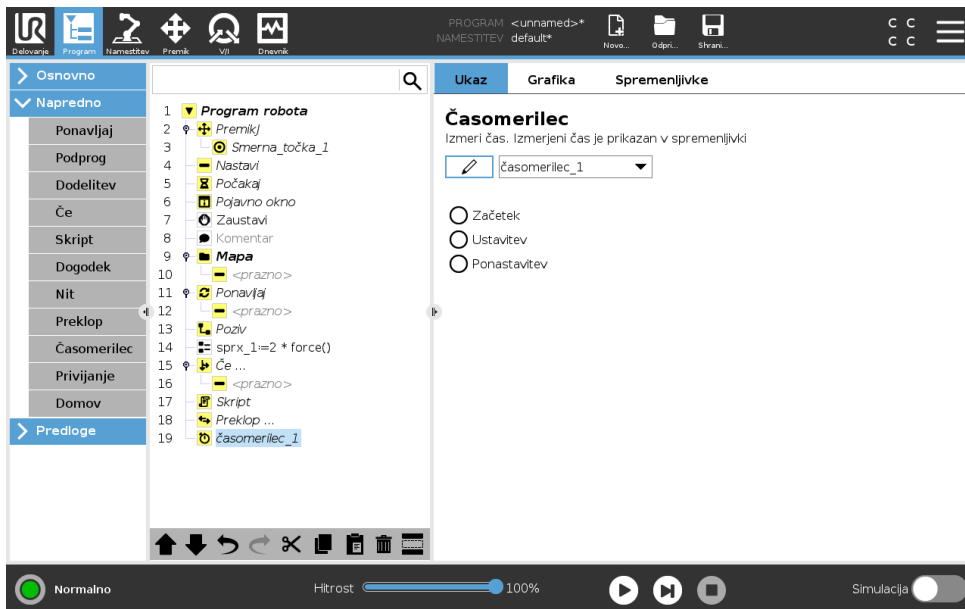 UR
Delovanje
Program
Namestitev
Premik
V/I
Dnevnik
PROGRAM <unnamed>*
NAMESTITEV default*
Novo...
Odpri...
Shrani...
C C
C C
Osnovno
Napredno
Ponavljaj
Podprog
Dodelitev
Če
Skript
Dogodek
Nit
Preklop
Časomerilec
Privijanje
Domov
Predloge
1 Program robota
2 PremikJ
3 Smerna_točka_1
4 Nastavi
5 Počakaj
6 Pojavno okno
7 Zaustavi
8 Komentar
9 Mapa
10 <prazno>
11 Ponavljaj
12 <prazno>
13 Poziv
14 sprx_1:=2 * force()
15 Če ...
16 <prazno>
17 Skript
18 Preklop ...
19 časomerilec_1
Ukaz
Grafika
Spremenljivke
Časomerilec
Izmeri čas. Izmerjeni čas je prikazan v spremenljivki
časomerilec_1
Začetek
Ustavitev
Ponastavitev
Normalno
Hitrost
100%
Simulacija